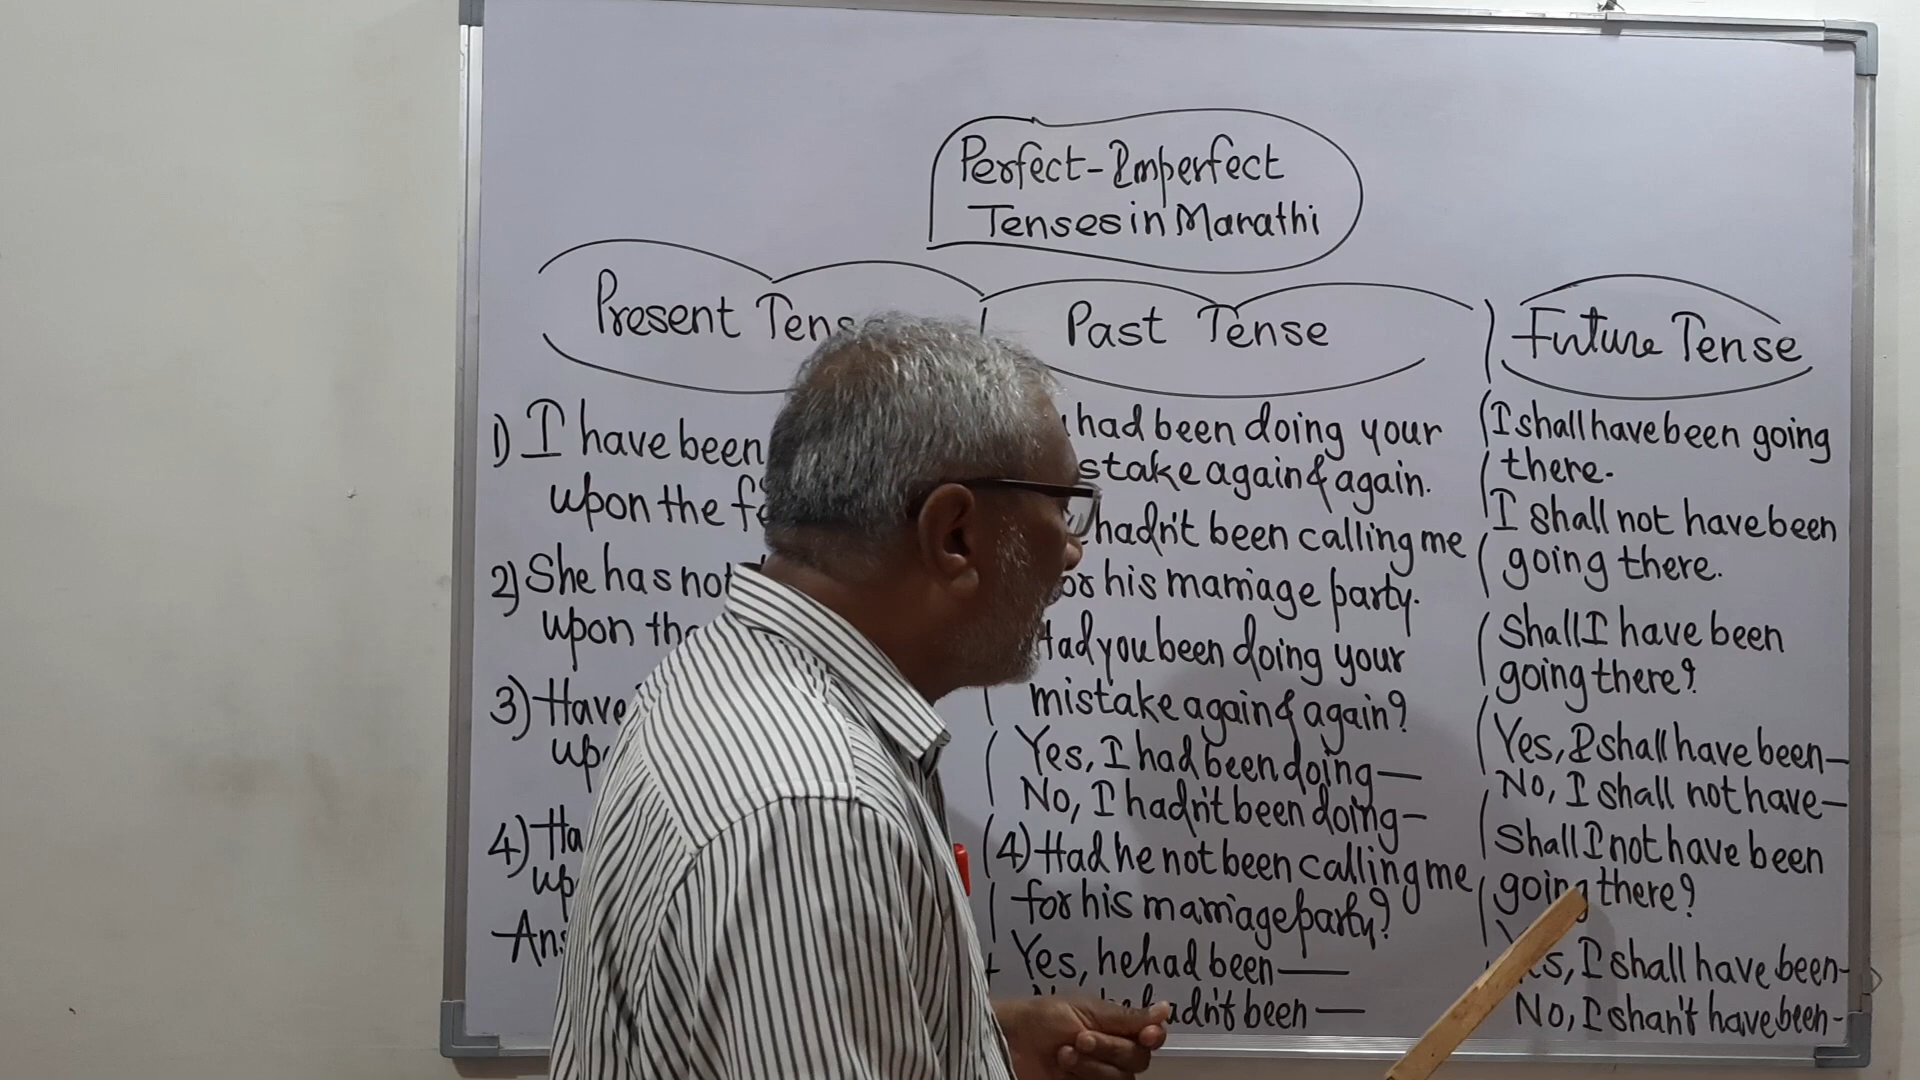 Perfect-Imperfect
Tenses in Marathi
Present
Past Tense
Future Tense
1) I have been
upon the
2) She has not
upon
3) Have
4)
had been doing your
again & again.
hadn't been calling me
his marriage party.
Had you been doing your
mistake again & again?
Yes, I had been doing—
No, I hadn't been doing—
(4) Had he not been calling me
for his marriage party?
Yes, he had been—
been—
I shall have been going
there.
I shall not have been
going there.
Shall I have been
going there?
Yes, I shall have been—
No, I shall not have—
Shall I not have been
going there?
Yes, I shall have been-
No, I shan't have been-